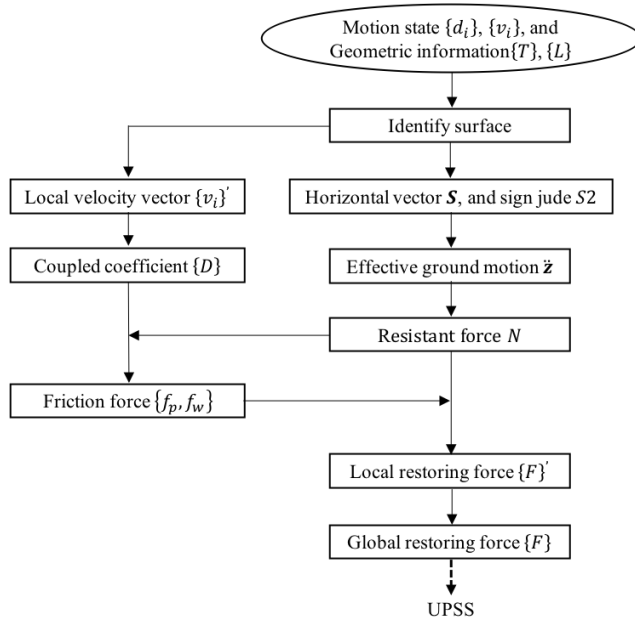 Motion state {d_i}, {v_i}, and
Geometric information{T}, {L}
Identify surface
Local velocity vector {v_i}′
Horizontal vector S, and sign jude S2
Coupled coefficient {D}
Effective ground motion z̈
Resistant force N
Friction force {f_p, f_w}
Local restoring force {F}′
Global restoring force {F}
UPSS